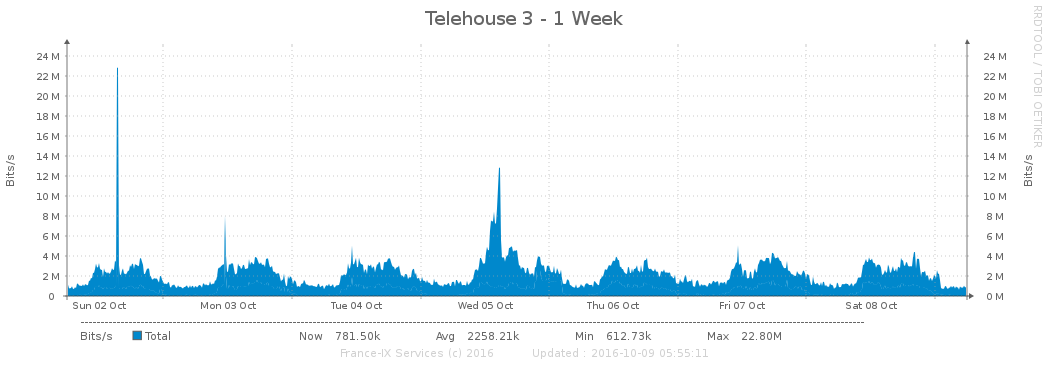 Telehouse 3 - 1 Week
RRDTOOL / TOBI OETIKER
Bits/s
Bits/s
24 M 24 M
22 M 22 M
20 M 20 M
18 M 18 M
16 M 16 M
14 M 14 M
12 M 12 M
10 M 10 M
8 M 8 M
6 M 6 M
4 M 4 M
2 M 2 M
0 0 M
Sun 02 Oct Mon 03 Oct Tue 04 Oct Wed 05 Oct Thu 06 Oct Fri 07 Oct Sat 08 Oct
Bits/s Total Now 781.50k Avg 2258.21k Min 612.73k Max 22.80M
France-IX Services (c) 2016 Updated : 2016-10-09 05:55:11